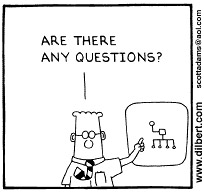 ARE THERE
ANY QUESTIONS?
scottadams@aol.com
www.dilbert.com